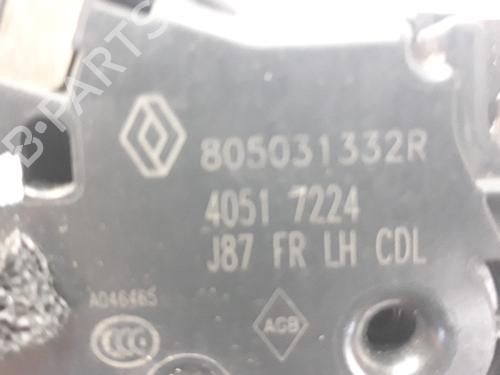 805031332R
4051 7224
J87 FR LH CDL
A046465
CCC
AGB
B-PARTS